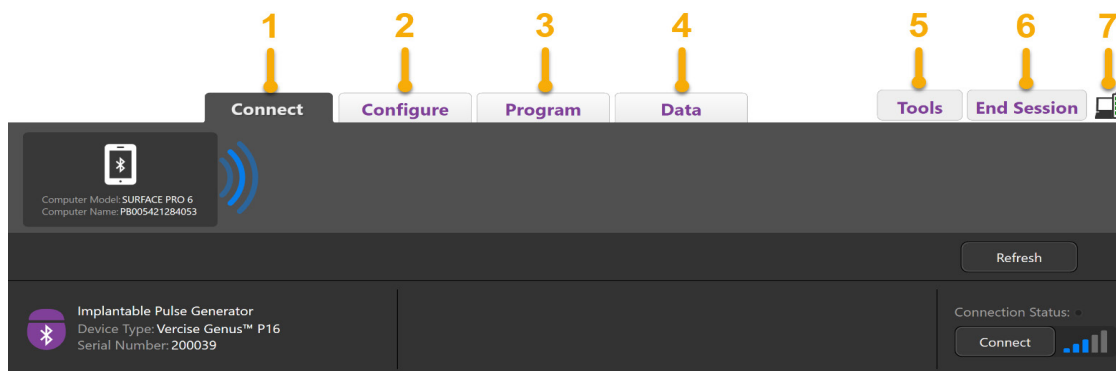 1 2 3 4 5 6 7
Connect Configure Program Data Tools End Session
Computer Model: SURFACE PRO 6
Computer Name: PB005421284053
Refresh
Implantable Pulse Generator
Device Type: Vercise Genus™ P16
Serial Number: 200039
Connection Status:
Connect